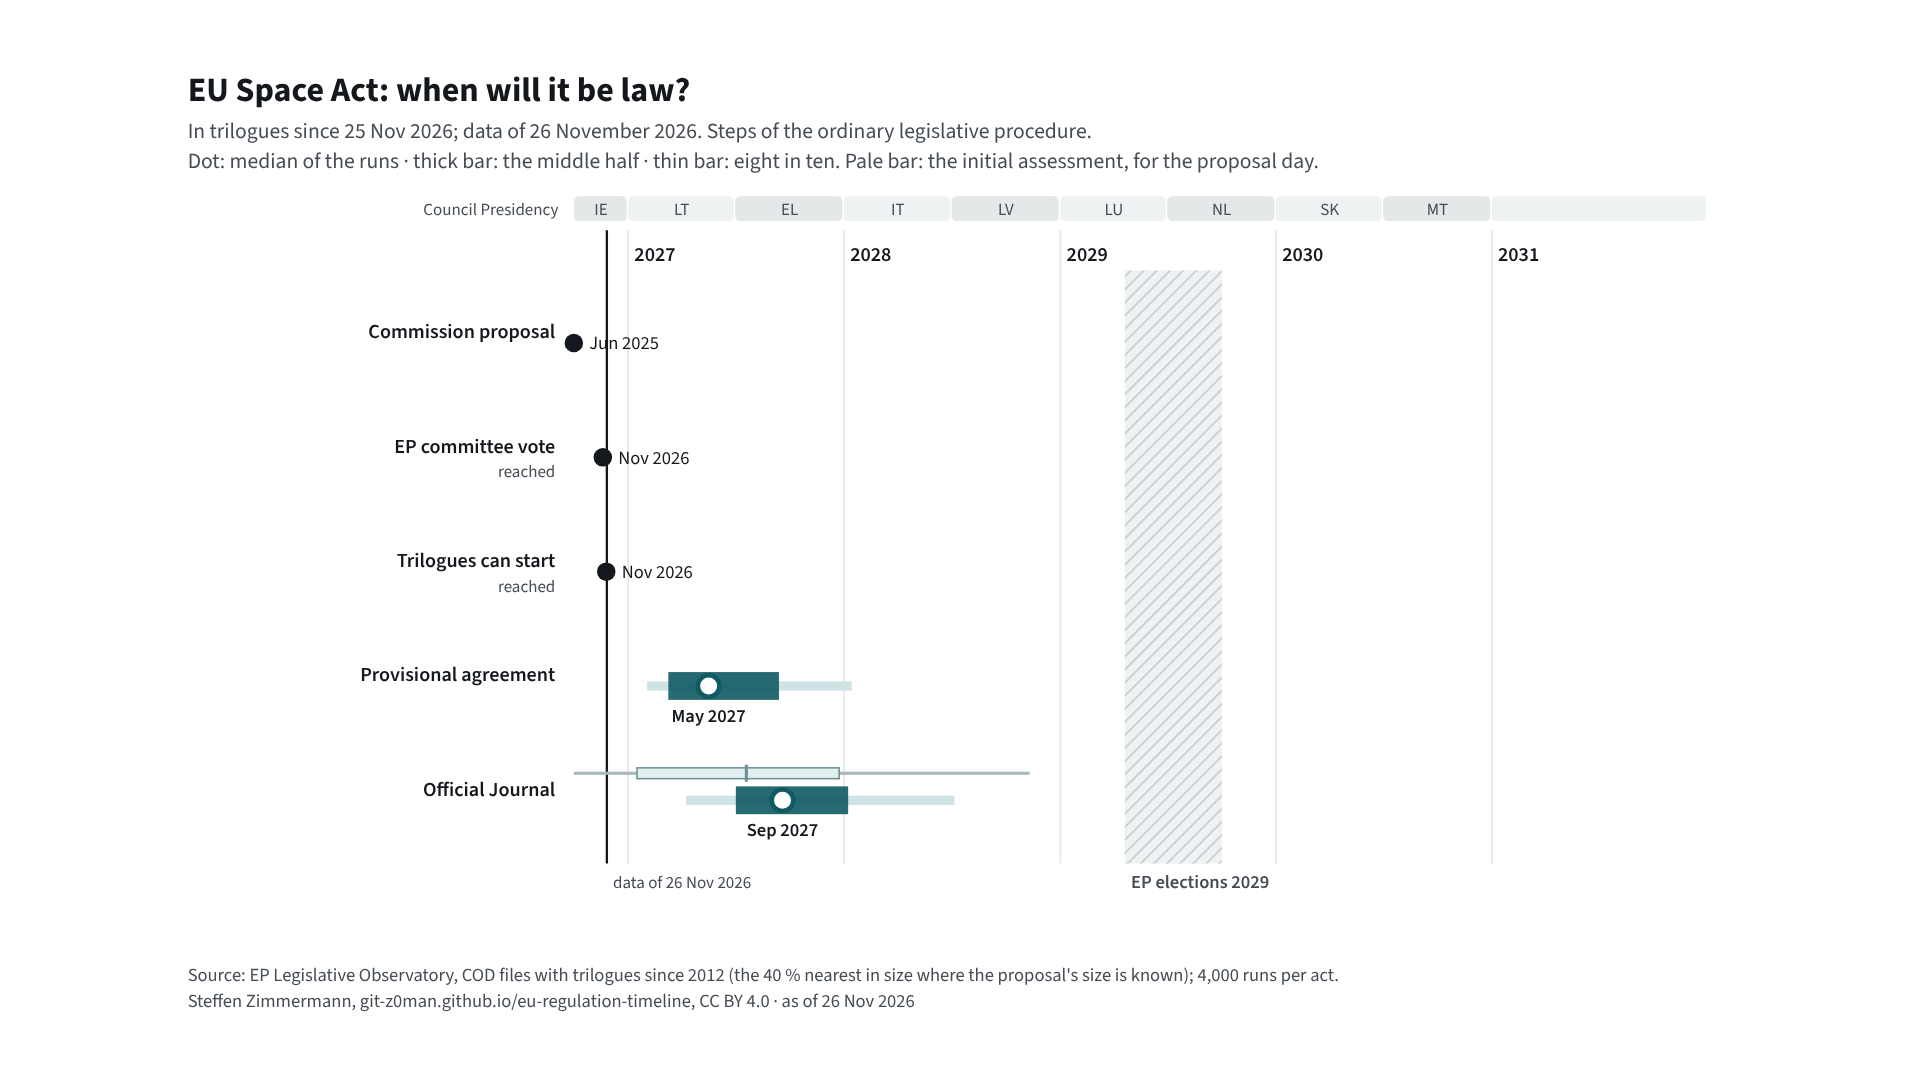 EU Space Act: when will it be law?
In trilogues since 25 Nov 2026; data of 26 November 2026. Steps of the ordinary legislative procedure.
Dot: median of the runs · thick bar: the middle half · thin bar: eight in ten. Pale bar: the initial assessment, for the proposal day.
Council Presidency IE LT EL IT LV LU NL SK MT
2027 2028 2029 2030 2031
Commission proposal
Jun 2025
EP committee vote
Nov 2026
reached
Trilogues can start
Nov 2026
reached
Provisional agreement
May 2027
Official Journal
Sep 2027
data of 26 Nov 2026 EP elections 2029
Source: EP Legislative Observatory, COD files with trilogues since 2012 (the 40 % nearest in size where the proposal's size is known); 4,000 runs per act.
Steffen Zimmermann, git-z0man.github.io/eu-regulation-timeline, CC BY 4.0 · as of 26 Nov 2026